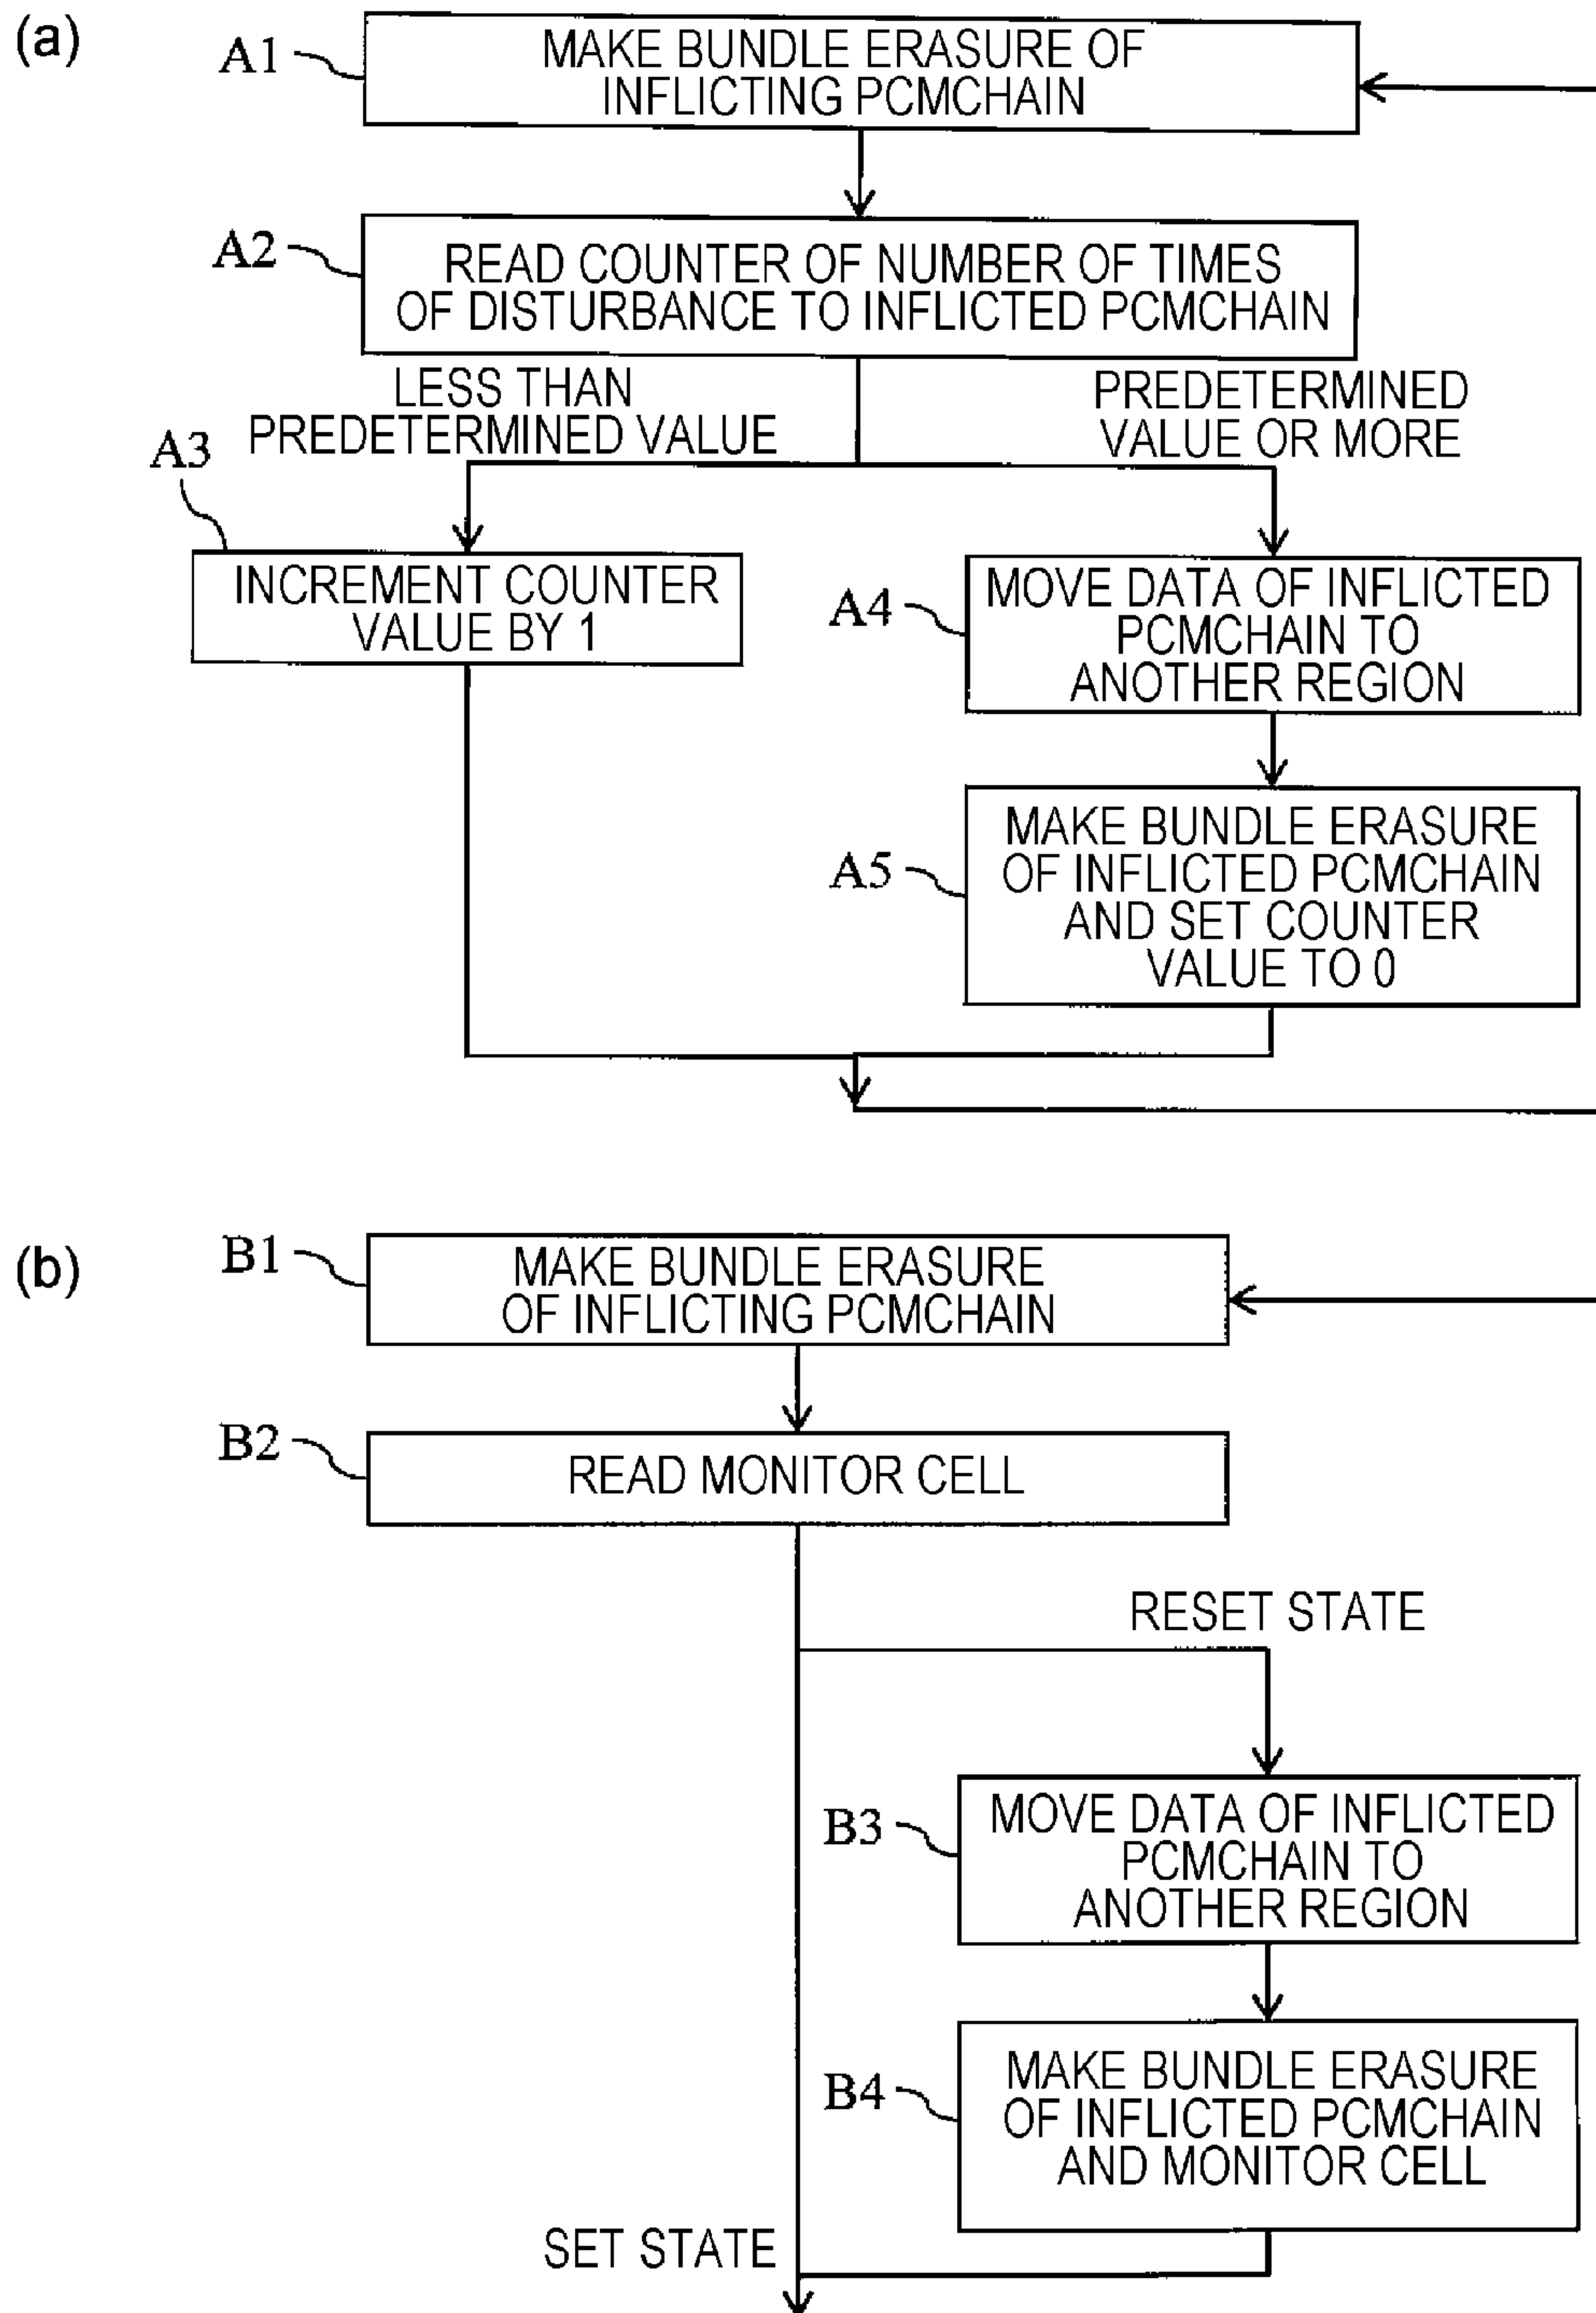 (a)
A1
MAKE BUNDLE ERASURE OF
INFLICTING PCMCHAIN
A2
READ COUNTER OF NUMBER OF TIMES
OF DISTURBANCE TO INFLICTED PCMCHAIN
LESS THAN
PREDETERMINED VALUE
PREDETERMINED
VALUE OR MORE
A3
INCREMENT COUNTER
VALUE BY 1
A4
MOVE DATA OF INFLICTED
PCMCHAIN TO
ANOTHER REGION
A5
MAKE BUNDLE ERASURE
OF INFLICTED PCMCHAIN
AND SET COUNTER
VALUE TO 0
(b)
B1
MAKE BUNDLE ERASURE
OF INFLICTING PCMCHAIN
B2
READ MONITOR CELL
RESET STATE
B3
MOVE DATA OF INFLICTED
PCMCHAIN TO
ANOTHER REGION
B4
MAKE BUNDLE ERASURE
OF INFLICTED PCMCHAIN
AND MONITOR CELL
SET STATE